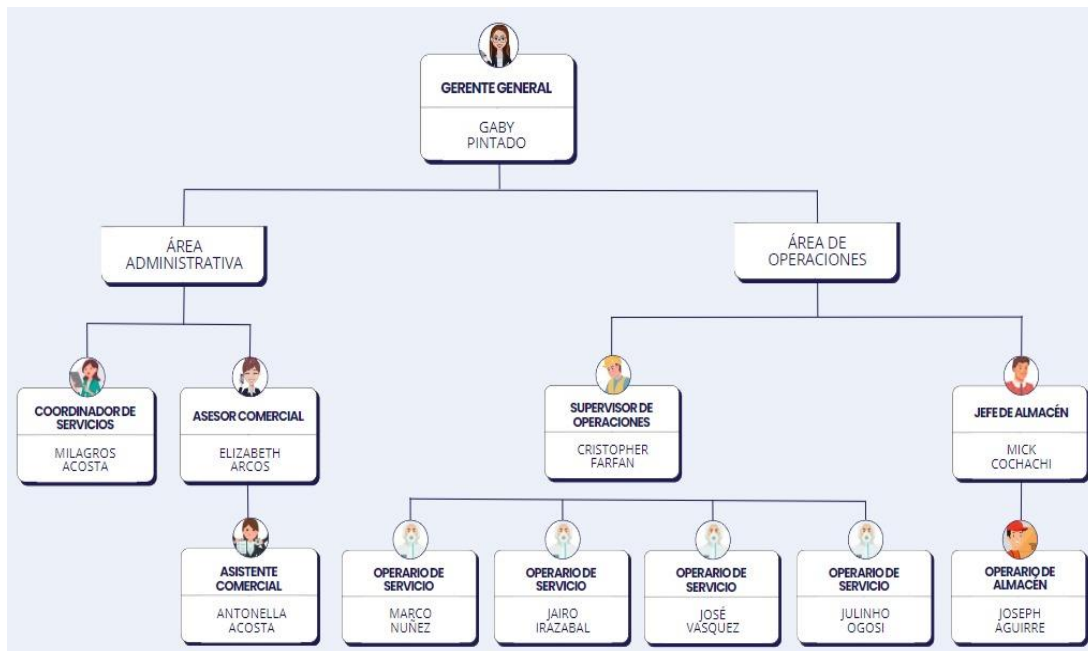 GERENTE GENERAL
GABY
PINTADO
ÁREA
ADMINISTRATIVA
ÁREA DE
OPERACIONES
COORDINADOR DE
SERVICIOS
MILAGROS
ACOSTA
ASESOR COMERCIAL
ELIZABETH
ARCOS
SUPERVISOR DE
OPERACIONES
CRISTOPHER
FARFAN
JEFE DE ALMACÉN
MICK
COCHACHI
ASISTENTE
COMERCIAL
ANTONELLA
ACOSTA
OPERARIO DE
SERVICIO
MARCO
NUÑEZ
OPERARIO DE
SERVICIO
JAIRO
IRAZABAL
OPERARIO DE
SERVICIO
JOSÉ
VASQUEZ
OPERARIO DE
SERVICIO
JULINHO
OGOSI
OPERARIO DE
ALMACÉN
JOSEPH
AGUIRRE